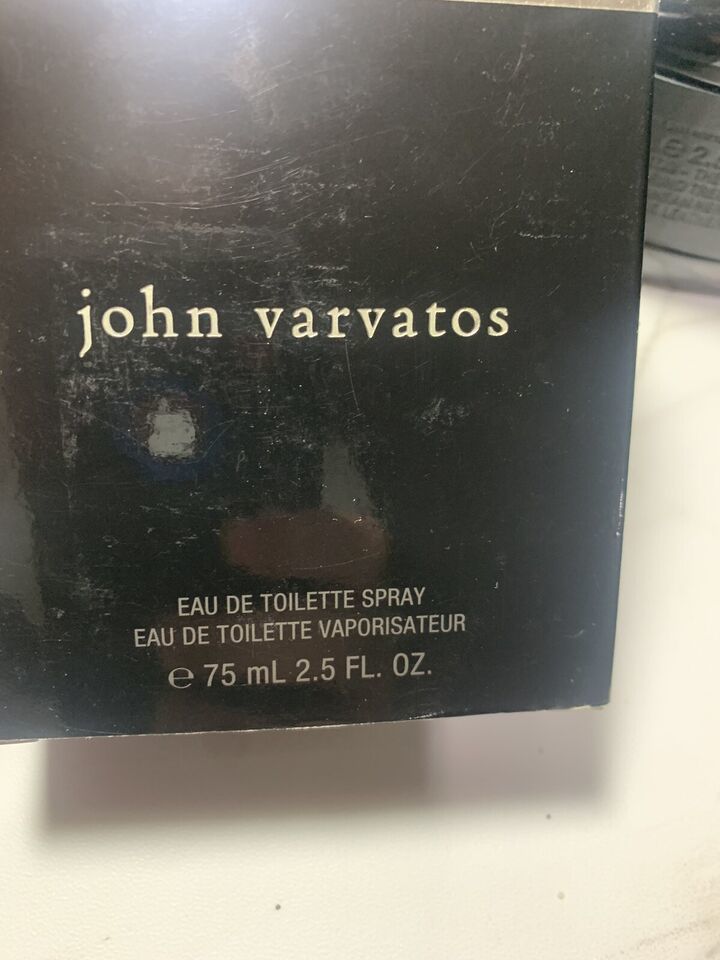 john varvatos
EAU DE TOILETTE SPRAY
EAU DE TOILETTE VAPORISATEUR
℮ 75 mL 2.5 FL. OZ.